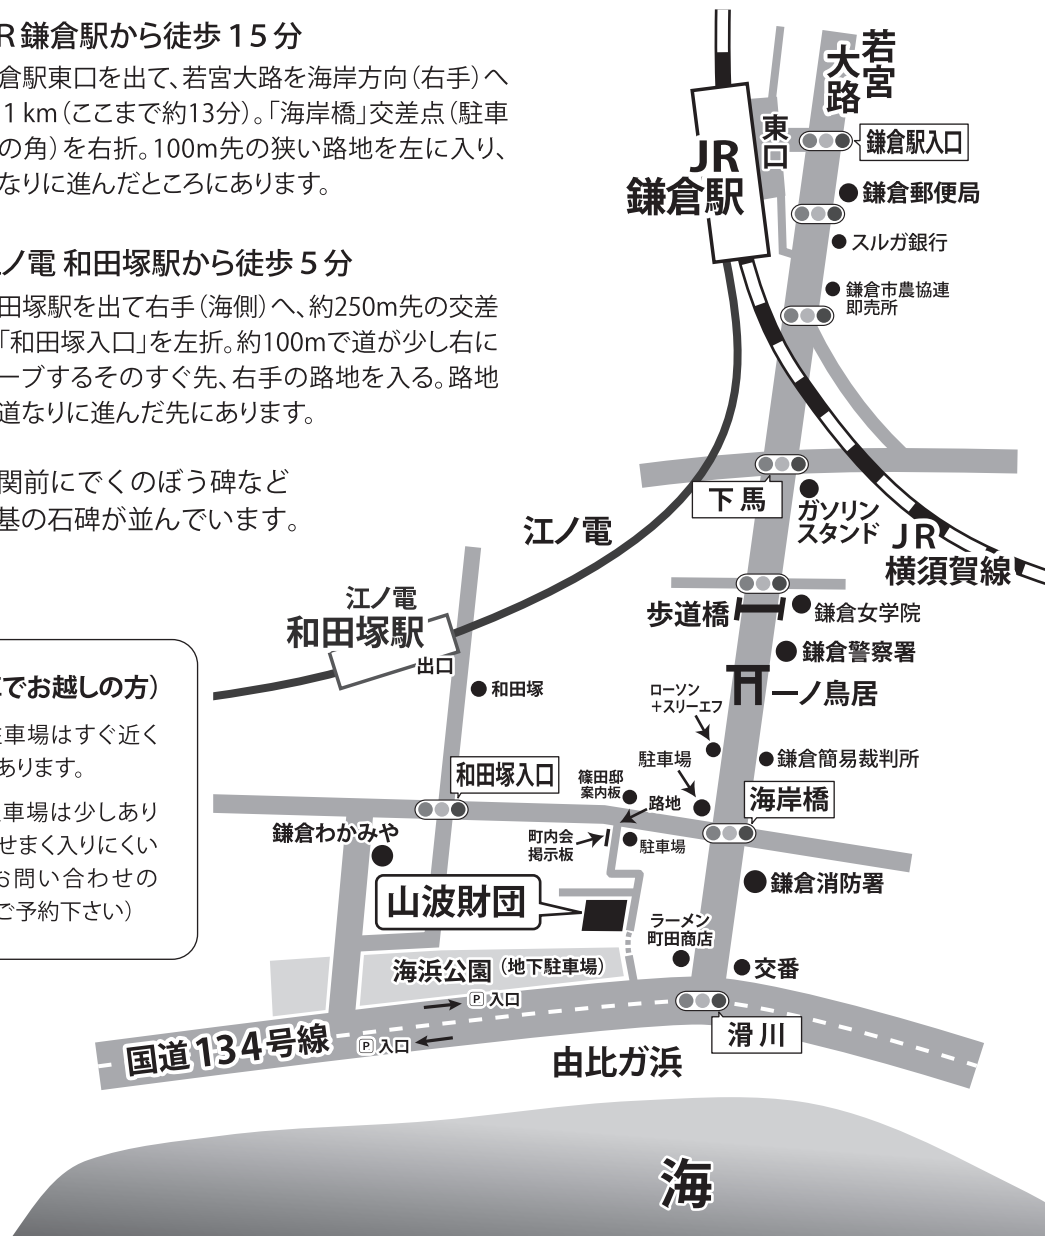 R 鎌倉駅から徒歩 15 分
倉駅東口を出て、若宮大路を海岸方向（右手）へ
1 km（ここまで約13分）。「海岸橋」交差点（駐車
の角）を右折。100m先の狭い路地を左に入り、
なりに進んだところにあります。
ノ電 和田塚駅から徒歩 5 分
田塚駅を出て右手（海側）へ、約250m先の交差
「和田塚入口」を左折。約100mで道が少し右に
ーブするそのすぐ先、右手の路地を入る。路地
道なりに進んだ先にあります。
関前にでくのぼう碑など
基の石碑が並んでいます。
でお越しの方）
車場はすぐ近く
あります。
車場は少しあり
せまく入りにくい
お問い合わせの
ご予約下さい）
若宮
大路
東口
JR
鎌倉駅
鎌倉駅入口
鎌倉郵便局
スルガ銀行
鎌倉市農協連
即売所
下馬
ガソリン
スタンド
JR
横須賀線
江ノ電
江ノ電
和田塚駅
出口
和田塚
歩道橋
鎌倉女学院
鎌倉警察署
一ノ鳥居
ローソン
+スリーエフ
駐車場
鎌倉簡易裁判所
和田塚入口
篠田邸
案内板
路地
海岸橋
鎌倉わかみや
町内会
掲示板
駐車場
山波財団
鎌倉消防署
ラーメン
町田商店
交番
海浜公園（地下駐車場）
P 入口
P 入口
国道134号線
滑川
由比ガ浜
海